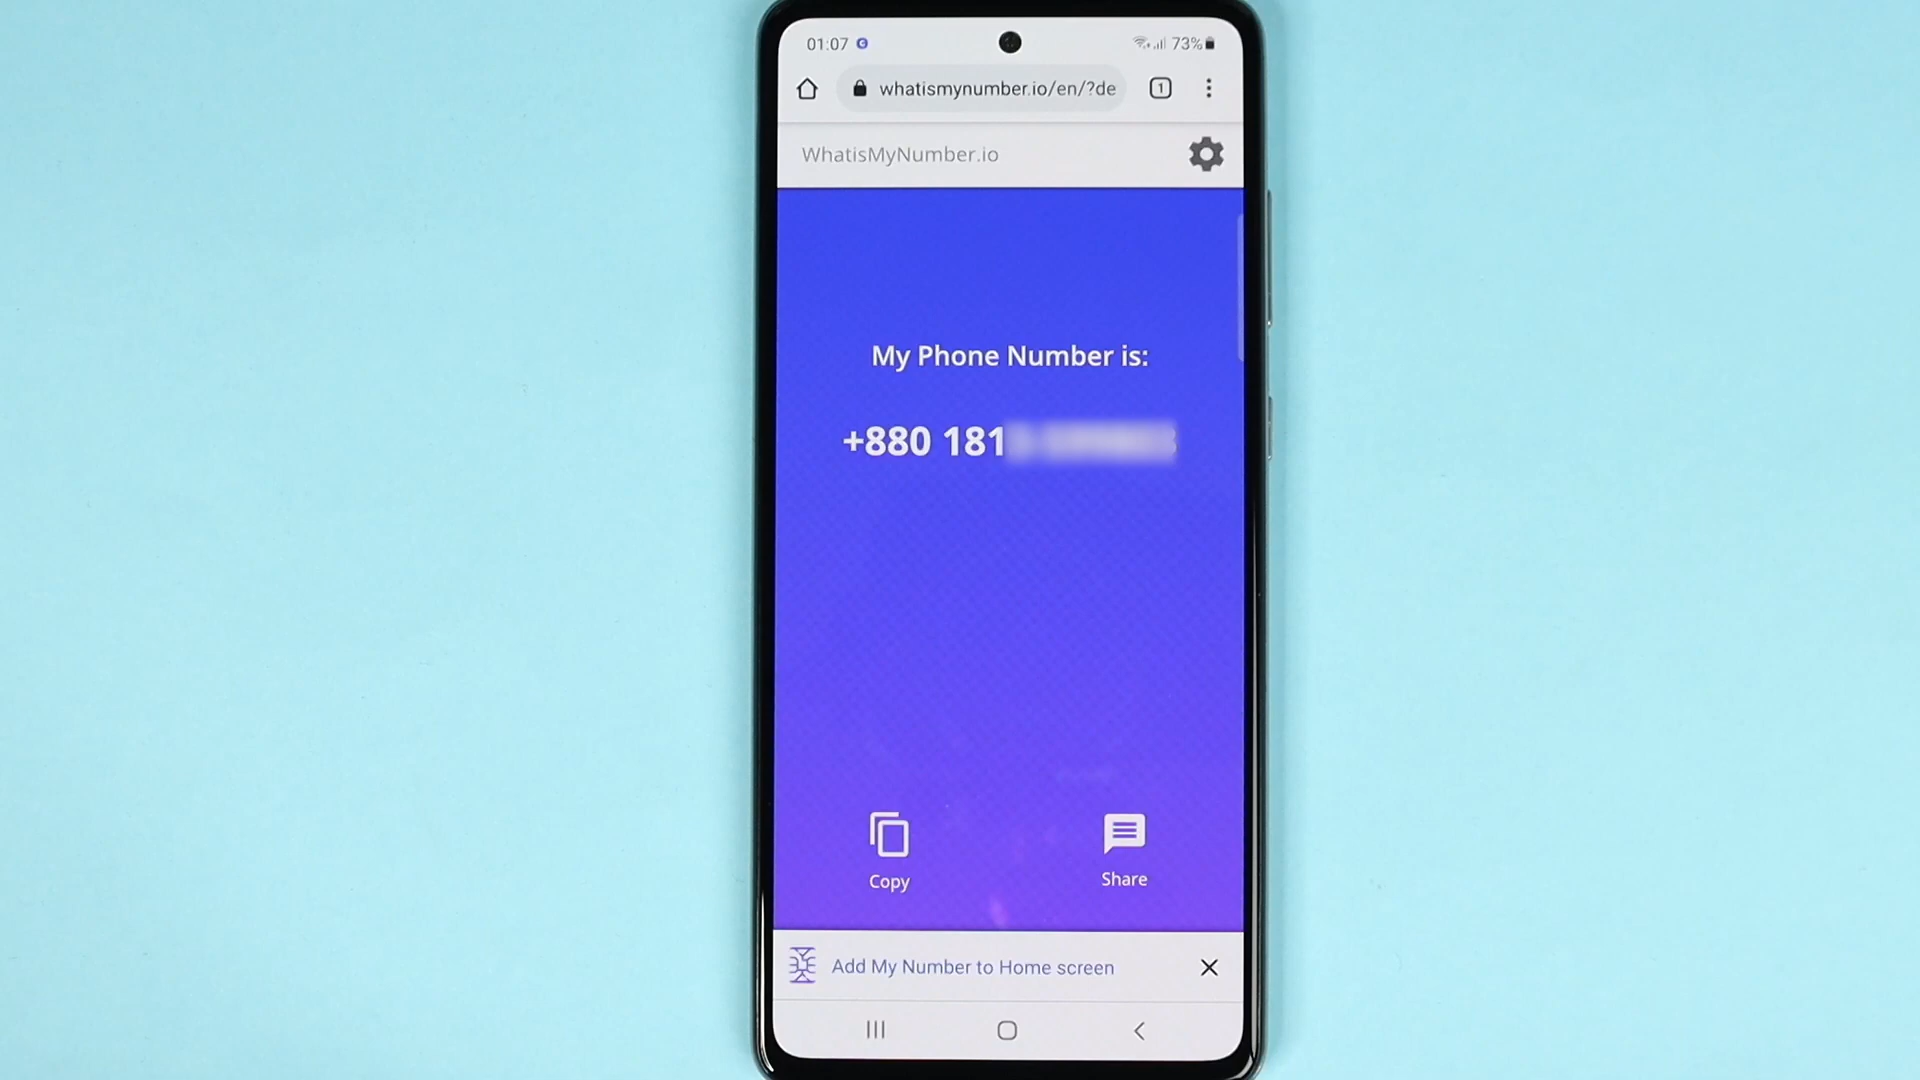 01:07
73%
whatismynumber.io/en/?de
1
WhatisMyNumber.io
My Phone Number is:
+880 181
Copy
Share
Add My Number to Home screen